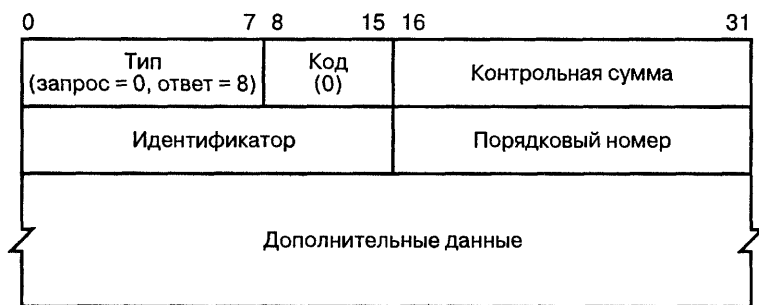 0 7 8 15 16 31
Тип
(запрос = 0, ответ = 8)
Код
(0)
Контрольная сумма
Идентификатор
Порядковый номер
Дополнительные данные